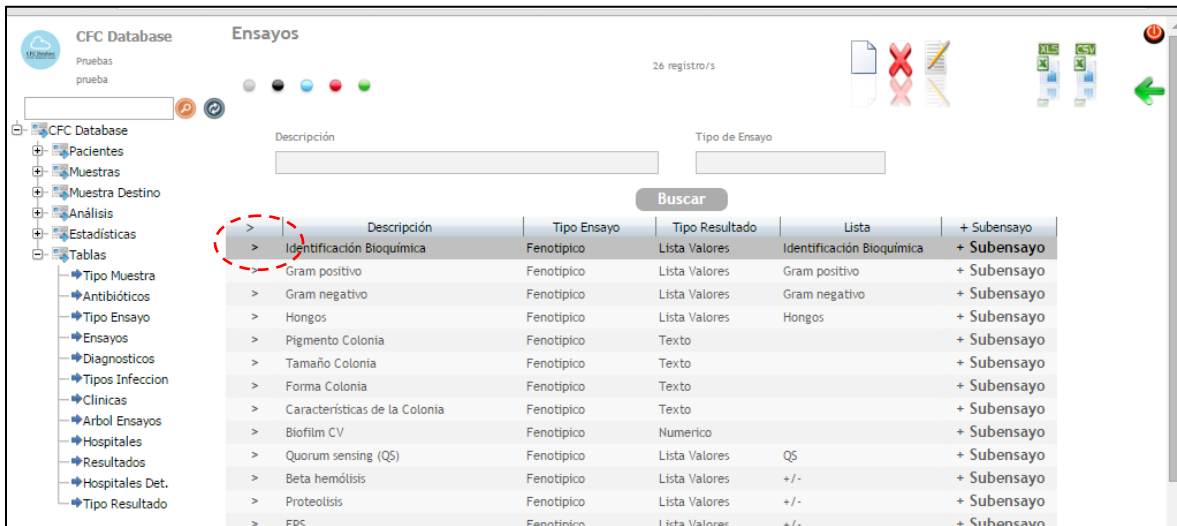 CFC Database
Pruebas
prueba
Ensayos
26 registro/s
XLS
CSV
CFC Database
Pacientes
Muestras
Muestra Destino
Análisis
Estadísticas
Tablas
Tipo Muestra
Antibióticos
Tipo Ensayo
Ensayos
Diagnosticos
Tipos Infeccion
Clinicas
Arbol Ensayos
Hospitales
Resultados
Hospitales Det.
Tipo Resultado
Descripción Tipo de Ensayo
Buscar
> Descripción Tipo Ensayo Tipo Resultado Lista + Subensayo
> Identificación Bioquímica Fenotipico Lista Valores Identificación Bioquímica + Subensayo
> Gram positivo Fenotipico Lista Valores Gram positivo + Subensayo
> Gram negativo Fenotipico Lista Valores Gram negativo + Subensayo
> Hongos Fenotipico Lista Valores Hongos + Subensayo
> Pigmento Colonia Fenotipico Texto + Subensayo
> Tamaño Colonia Fenotipico Texto + Subensayo
> Forma Colonia Fenotipico Texto + Subensayo
> Características de la Colonia Fenotipico Texto + Subensayo
> Biofilm CV Fenotipico Numerico + Subensayo
> Quorum sensing (QS) Fenotipico Lista Valores QS + Subensayo
> Beta hemólisis Fenotipico Lista Valores +/- + Subensayo
> Proteolisis Fenotipico Lista Valores +/- + Subensayo
> EPS Fenotipico Lista Valores +/- + Subensayo